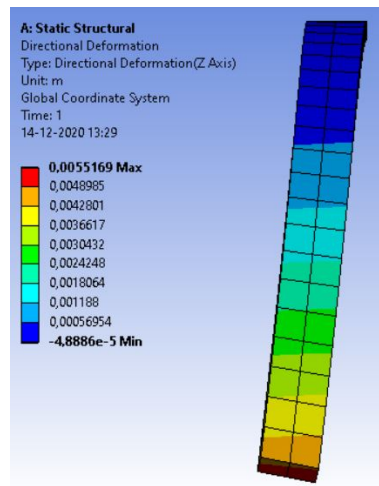 A: Static Structural
Directional Deformation
Type: Directional Deformation(Z Axis)
Unit: m
Global Coordinate System
Time: 1
14-12-2020 13:29
0,0055169 Max
0,0048985
0,0042801
0,0036617
0,0030432
0,0024248
0,0018064
0,001188
0,00056954
-4,8886e-5 Min